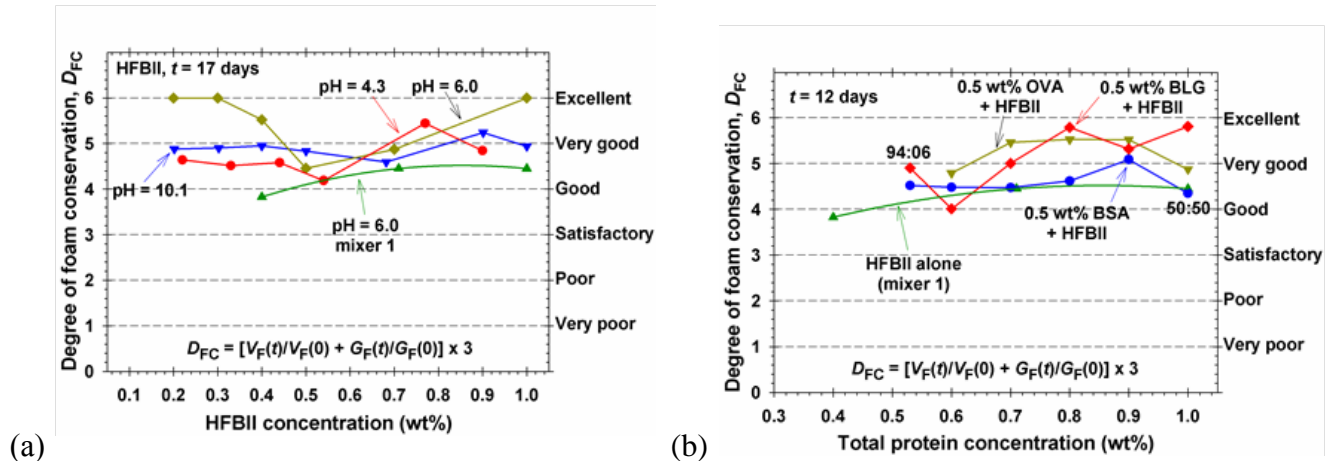 (a)
Degree of foam conservation, D_FC
HFBII, t = 17 days
pH = 4.3
pH = 6.0
pH = 10.1
pH = 6.0
mixer 1
Excellent
Very good
Good
Satisfactory
Poor
Very poor
D_FC = [V_F(t)/V_F(0) + G_F(t)/G_F(0)] x 3
7
6
5
4
3
2
1
0
0.1 0.2 0.3 0.4 0.5 0.6 0.7 0.8 0.9 1.0
HFBII concentration (wt%)
(b)
Degree of foam conservation, D_FC
t = 12 days
0.5 wt% OVA
+ HFBII
0.5 wt% BLG
+ HFBII
94:06
0.5 wt% BSA
+ HFBII
50:50
HFBII alone
(mixer 1)
Excellent
Very good
Good
Satisfactory
Poor
Very poor
D_FC = [V_F(t)/V_F(0) + G_F(t)/G_F(0)] x 3
7
6
5
4
3
2
1
0
0.3 0.4 0.5 0.6 0.7 0.8 0.9 1.0
Total protein concentration (wt%)